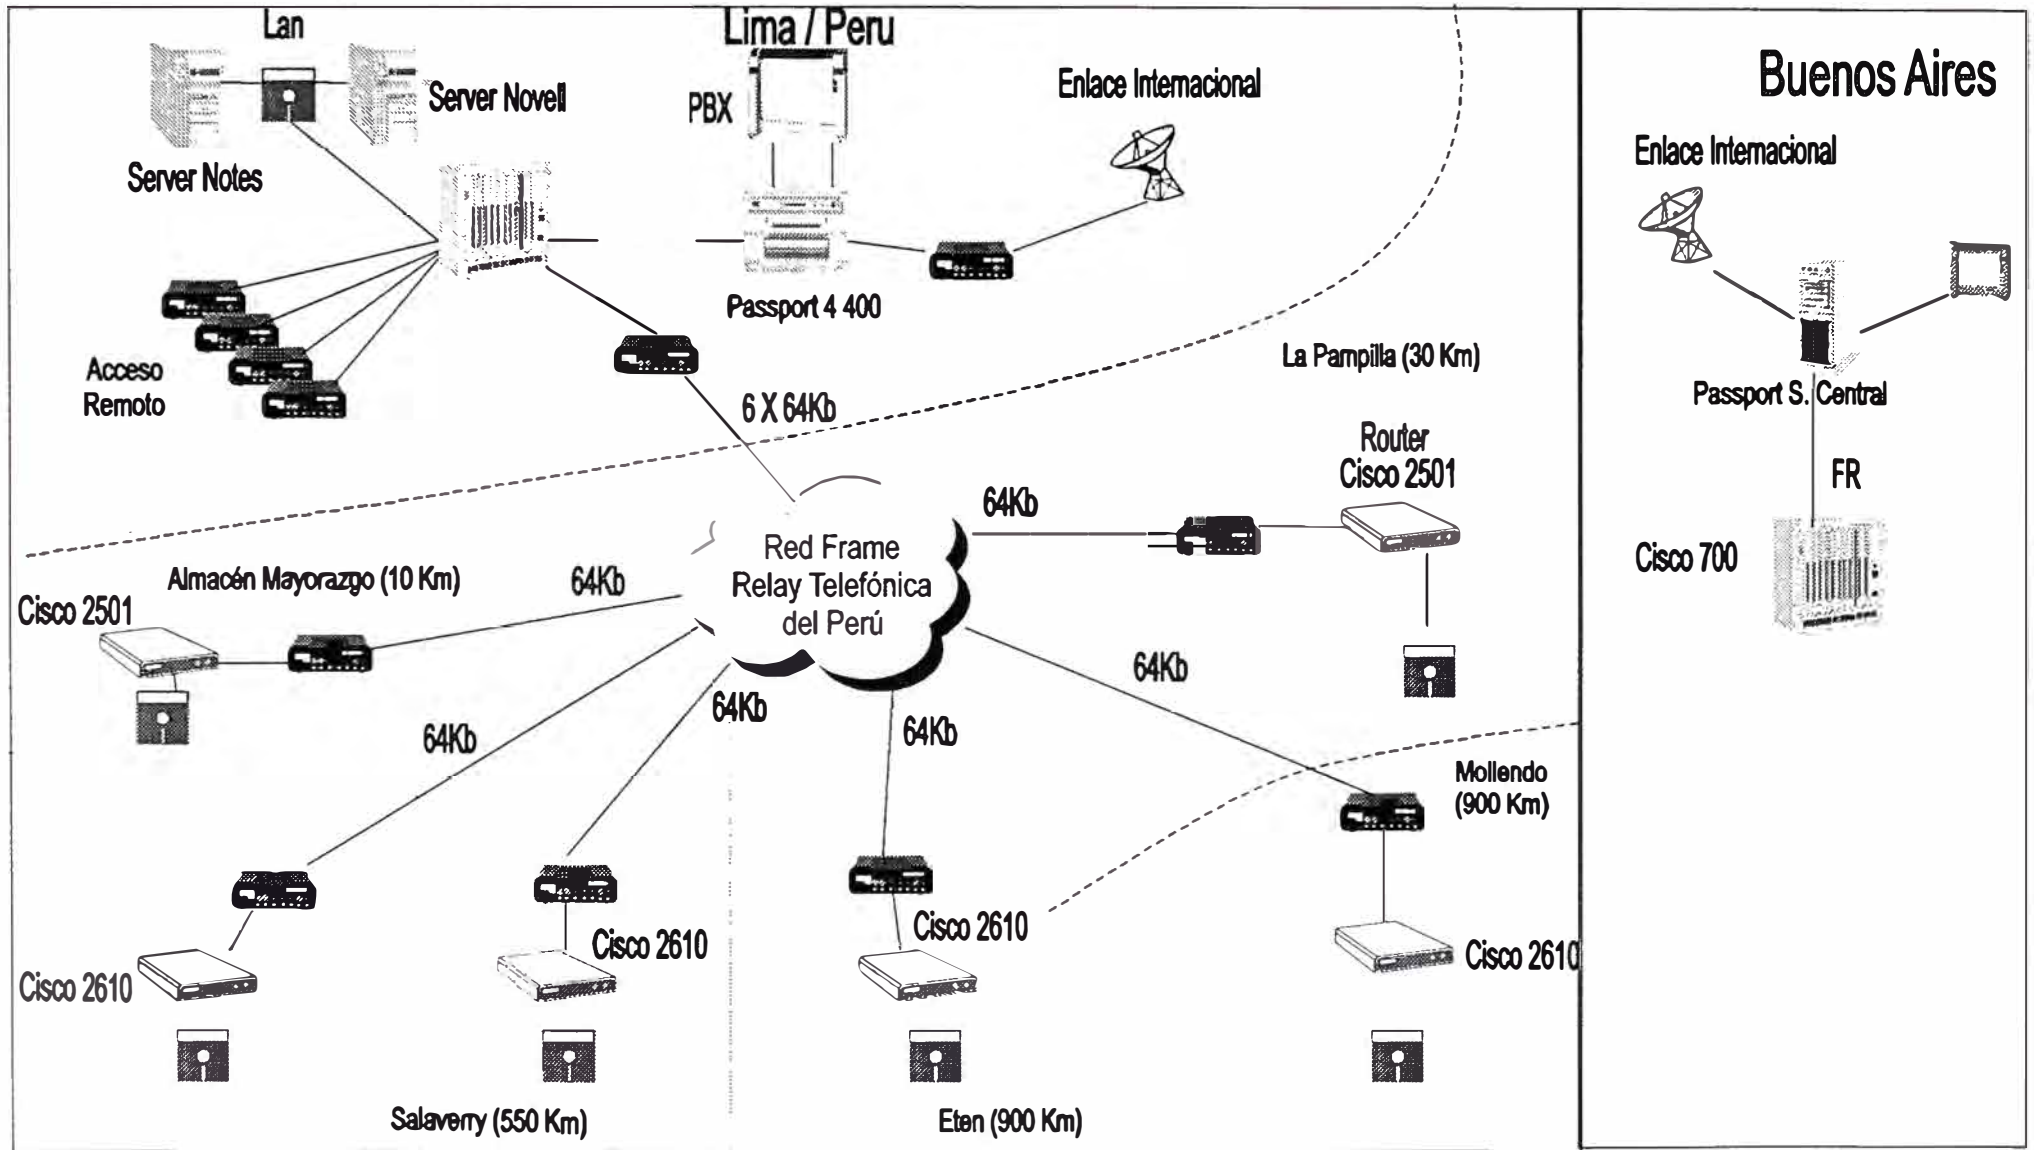 Lan
Lima / Peru
Server Novell
PBX
Enlace Internacional
Server Notes
Passport 4 400
Acceso
Remoto
6 X 64Kb
La Pampilla (30 Km)
Router
Cisco 2501
64Kb
Red Frame
Relay Telefónica
del Perú
Almacén Mayorazgo (10 Km)
64Kb
Cisco 2501
64Kb
64Kb
64Kb
64Kb
Mollendo
(900 Km)
Cisco 2610
Cisco 2610
Cisco 2610
Cisco 2610
Salaverry (550 Km)
Eten (900 Km)
Buenos Aires
Enlace Internacional
Passport S. Central
FR
Cisco 700